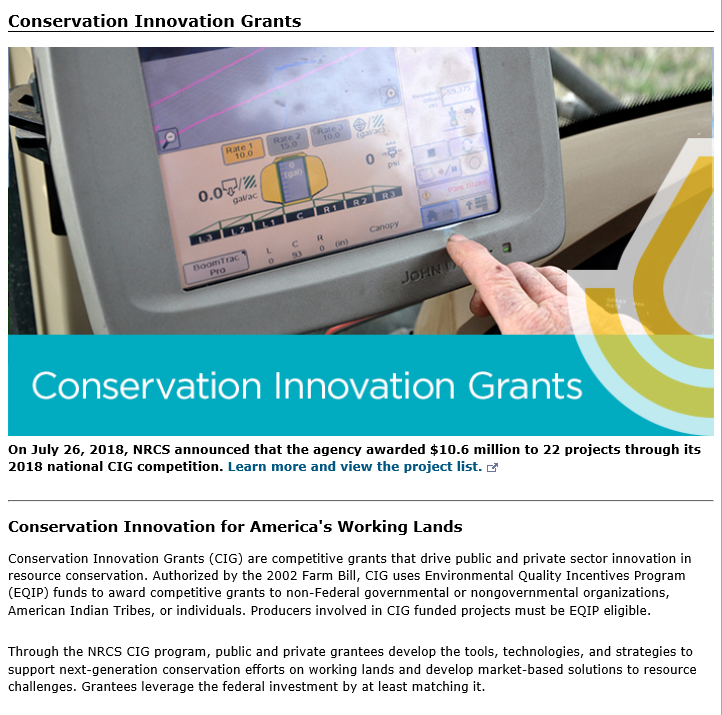 Conservation Innovation Grants
Rate 1
10.0
Rate 2
15.0
Rate 3
10.0
(gal/ac)
0
(gal)
0
psi
0.0
gal/ac
L3 L2 L1 C R1 R2 R3
L C R
0 93 0 (in)
Canopy
BoomTrac
Pro
JOHN
Conservation Innovation Grants
On July 26, 2018, NRCS announced that the agency awarded $10.6 million to 22 projects through its
2018 national CIG competition. Learn more and view the project list.
Conservation Innovation for America's Working Lands
Conservation Innovation Grants (CIG) are competitive grants that drive public and private sector innovation in
resource conservation. Authorized by the 2002 Farm Bill, CIG uses Environmental Quality Incentives Program
(EQIP) funds to award competitive grants to non-Federal governmental or nongovernmental organizations,
American Indian Tribes, or individuals. Producers involved in CIG funded projects must be EQIP eligible.
Through the NRCS CIG program, public and private grantees develop the tools, technologies, and strategies to
support next-generation conservation efforts on working lands and develop market-based solutions to resource
challenges. Grantees leverage the federal investment by at least matching it.